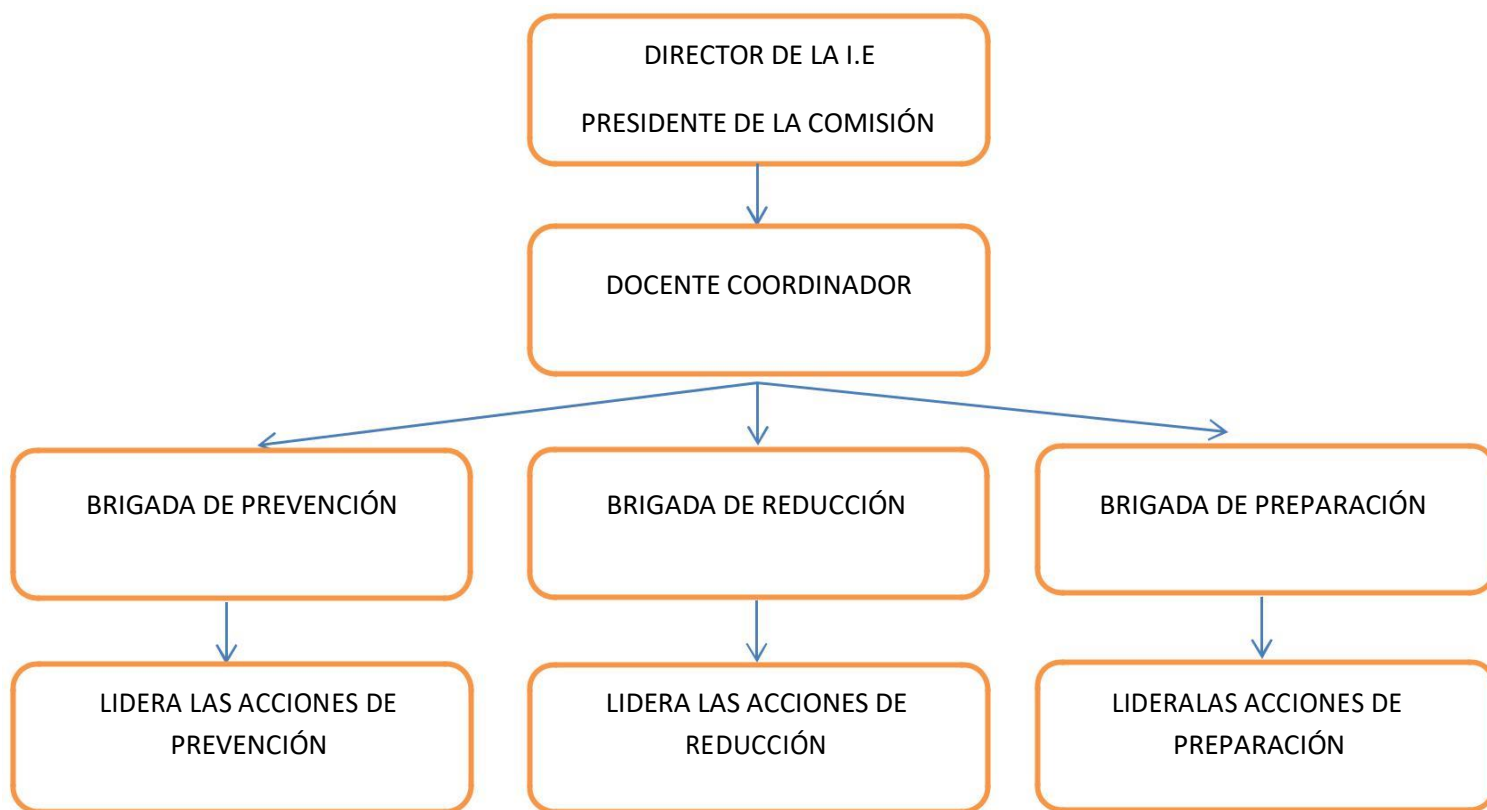 DIRECTOR DE LA I.E
PRESIDENTE DE LA COMISIÓN
DOCENTE COORDINADOR
BRIGADA DE PREVENCIÓN
BRIGADA DE REDUCCIÓN
BRIGADA DE PREPARACIÓN
LIDERA LAS ACCIONES DE
PREVENCIÓN
LIDERA LAS ACCIONES DE
REDUCCIÓN
LIDERALAS ACCIONES DE
PREPARACIÓN